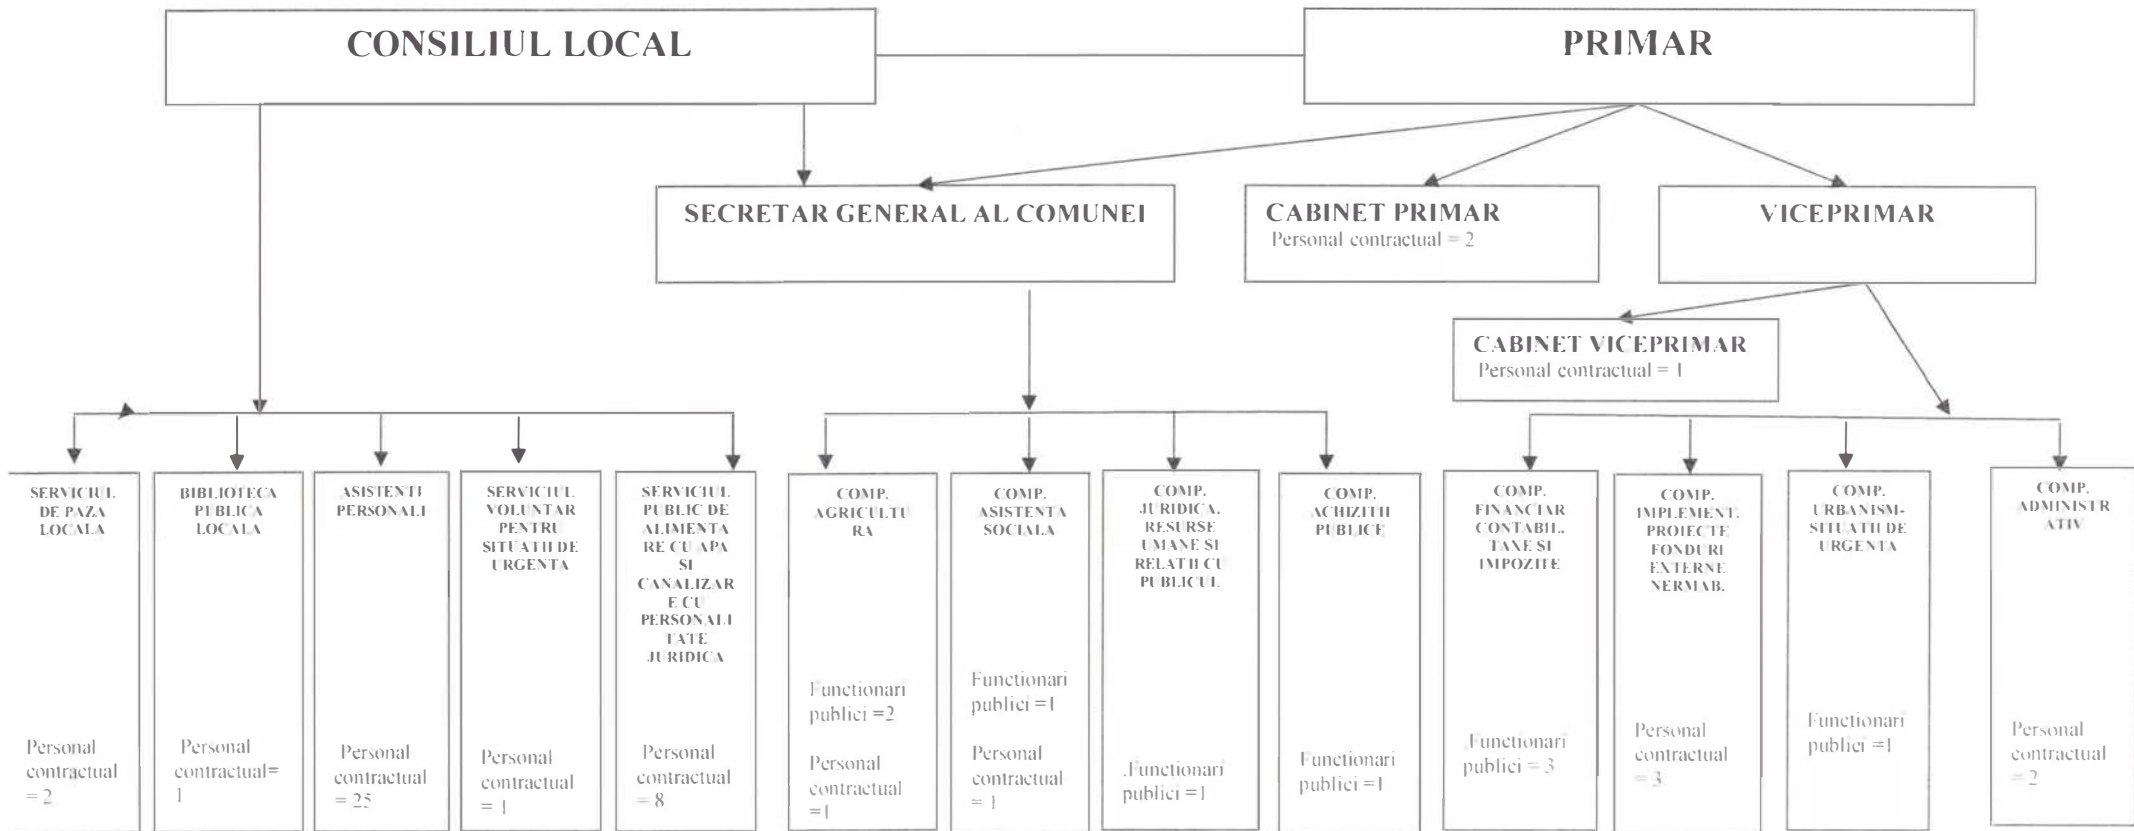 CONSILIUL LOCAL
PRIMAR
SECRETAR GENERAL AL COMUNEI
CABINET PRIMAR
Personal contractual = 2
VICEPRIMAR
CABINET VICEPRIMAR
Personal contractual = 1
SERVICIUL
DE PAZA
LOCALA
Personal
contractual
= 2
BIBLIOTECA
PUBLICA
LOCALA
Personal
contractual=
1
ASISTENTI
PERSONALI
Personal
contractual
= 25
SERVICIUL
VOLUNTAR
PENTRU
SITUATII DE
URGENTA
Personal
contractual
= 1
SERVICIUL
PUBLIC DE
ALIMENTA
RE CU APA
SI
CANALIZAR
E CU
PERSONALI
TATE
JURIDICA
Personal
contractual
= 8
COMP.
AGRICULTU
RA
Functionari
publici =2
Personal
contractual
=1
COMP.
ASISTENTA
SOCIALA
Functionari
publici =1
Personal
contractual
= 1
COMP.
JURIDICA,
RESURSE
UMANE SI
RELATII CU
PUBLICUL
.Functionari
publici =1
COMP.
ACHIZITII
PUBLICE
Functionari
publici =1
COMP.
FINANCIAR
CONTABIL,
TAXE SI
IMPOZITE
.Functionari
publici = 3
COMP.
IMPLEMENT.
PROIECTE
FONDURI
EXTERNE
NERMAB.
Personal
contractual
= 3
COMP.
URBANISM-
SITUATII DE
URGENTA
Functionari
publici =1
COMP.
ADMINISTR
ATIV
Personal
contractual
= 2